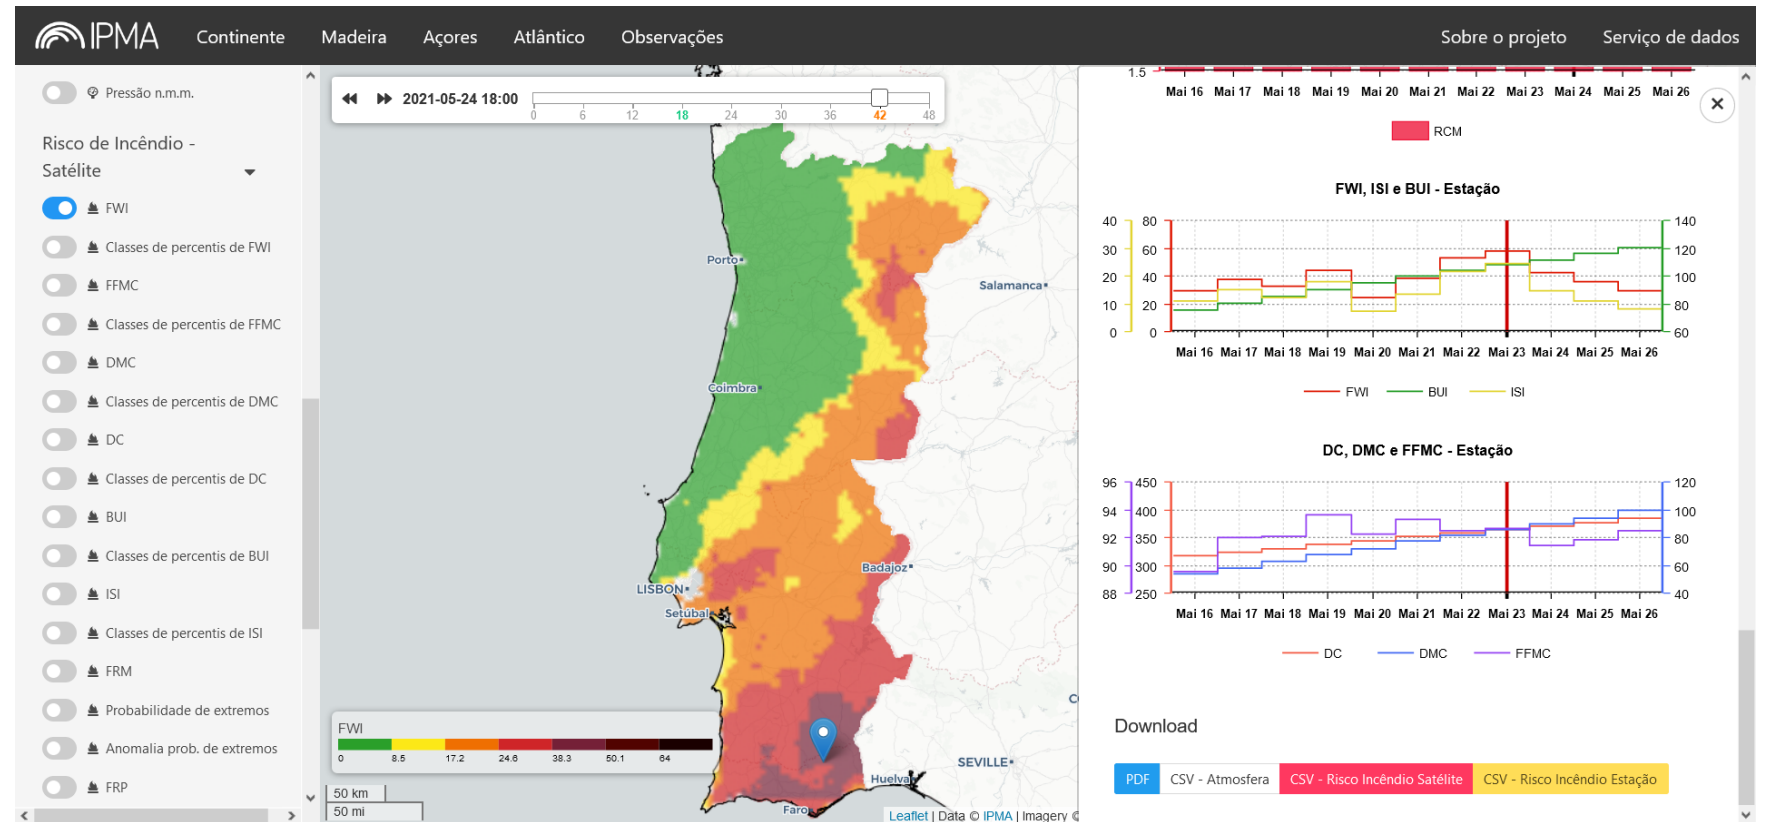 IPMA Continente Madeira Açores Atlântico Observações Sobre o projeto Serviço de dados
Pressão n.m.m.
Risco de Incêndio -
Satélite
FWI
Classes de percentis de FWI
FFMC
Classes de percentis de FFMC
DMC
Classes de percentis de DMC
DC
Classes de percentis de DC
BUI
Classes de percentis de BUI
ISI
Classes de percentis de ISI
FRM
Probabilidade de extremos
Anomalia prob. de extremos
FRP
2021-05-24 18:00
0 6 12 18 24 30 36 42 48
Porto
Salamanca
Coimbra
Badajoz
LISBON
Setúbal
SEVILLE
Huelva
Faro
FWI
0 8.5 17.2 24.6 38.3 50.1 64
50 km
50 mi
Leaflet | Data © IPMA | Imagery ©
1.5
Mai 16 Mai 17 Mai 18 Mai 19 Mai 20 Mai 21 Mai 22 Mai 23 Mai 24 Mai 25 Mai 26
RCM
FWI, ISI e BUI - Estação
40 80 140
30 60 120
20 40 100
10 20 80
0 0 60
Mai 16 Mai 17 Mai 18 Mai 19 Mai 20 Mai 21 Mai 22 Mai 23 Mai 24 Mai 25 Mai 26
FWI BUI ISI
DC, DMC e FFMC - Estação
96 450 120
94 400 100
92 350 80
90 300 60
88 250 40
Mai 16 Mai 17 Mai 18 Mai 19 Mai 20 Mai 21 Mai 22 Mai 23 Mai 24 Mai 25 Mai 26
DC DMC FFMC
Download
PDF CSV - Atmosfera CSV - Risco Incêndio Satélite CSV - Risco Incêndio Estação